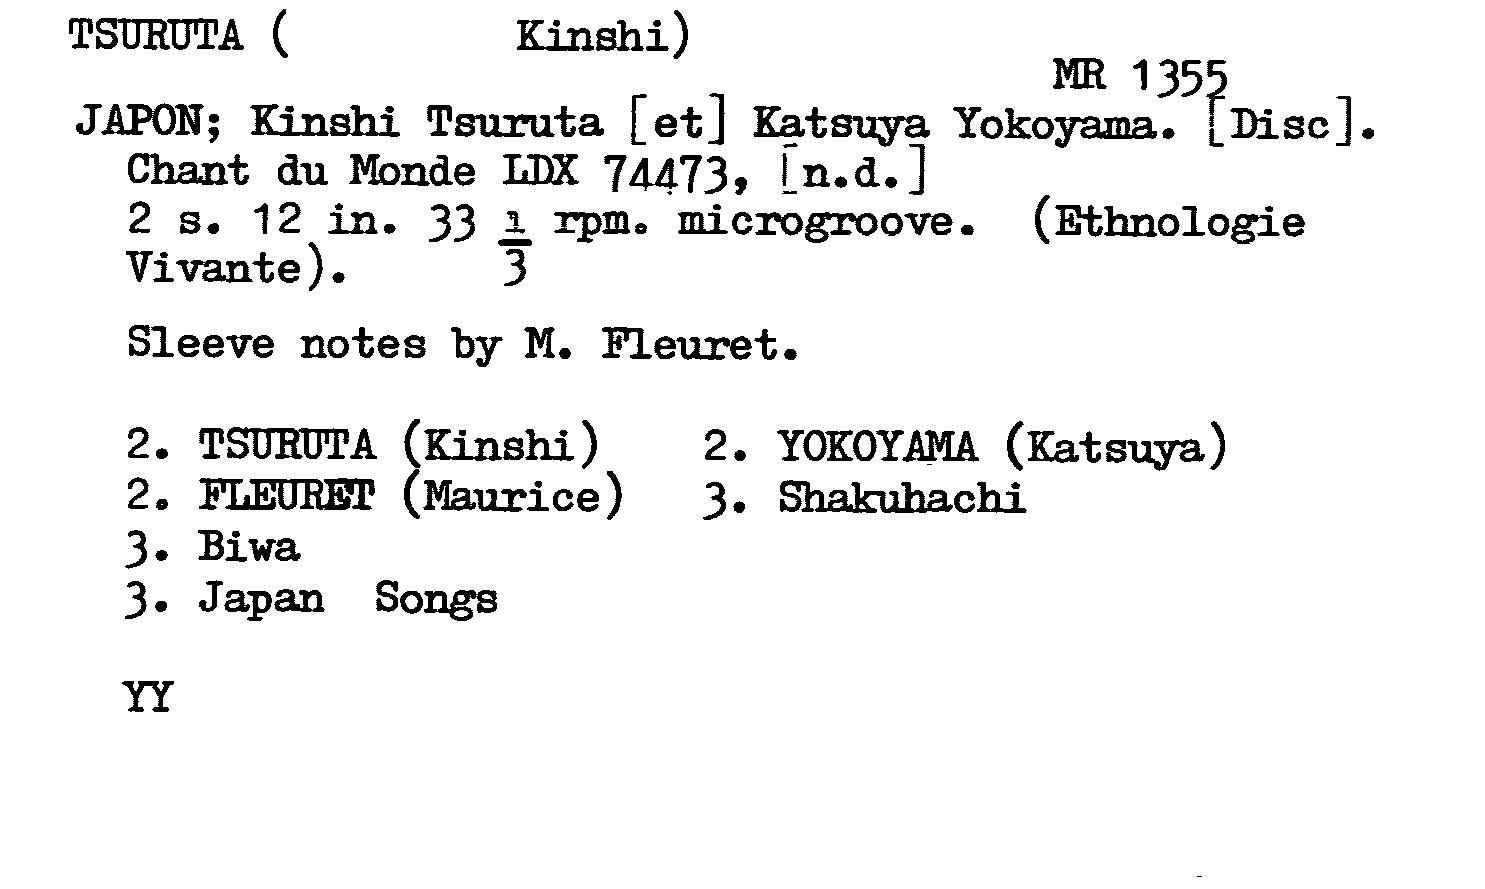 TSURUTA ( Kinshi)
MR 1355
JAPON; Kinshi Tsuruta [et] Katsuya Yokoyama. [Disc].
Chant du Monde LDX 74473, [n.d.]
2 s. 12 in. 33 1/3 rpm. microgroove. (Ethnologie
Vivante).
Sleeve notes by M. Fleuret.
2. TSURUTA (Kinshi) 2. YOKOYAMA (Katsuya)
2. FLEURET (Maurice) 3. Shakuhachi
3. Biwa
3. Japan Songs
YY